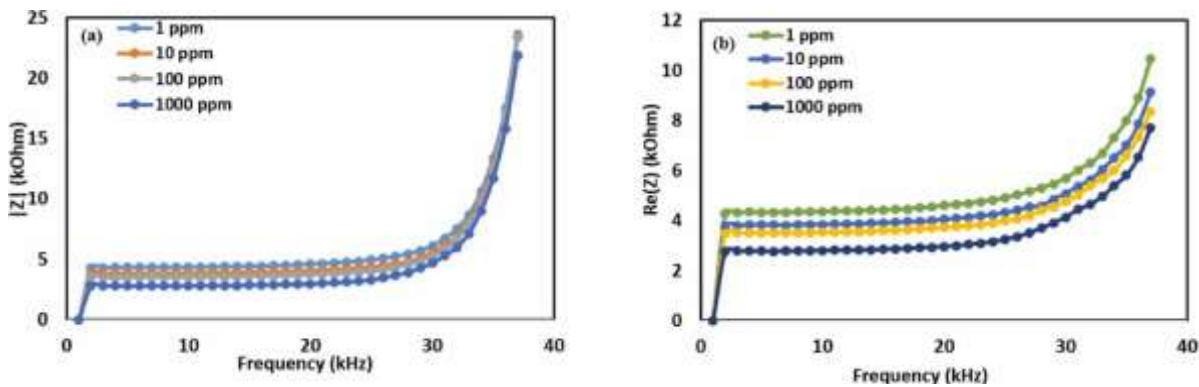 (a)
1 ppm
10 ppm
100 ppm
1000 ppm
|Z| (kOhm)
25
20
15
10
5
0
0 10 20 30 40
Frequency (kHz)
(b)
1 ppm
10 ppm
100 ppm
1000 ppm
Re(Z) (kOhm)
12
10
8
6
4
2
0
0 10 20 30 40
Frequency (kHz)